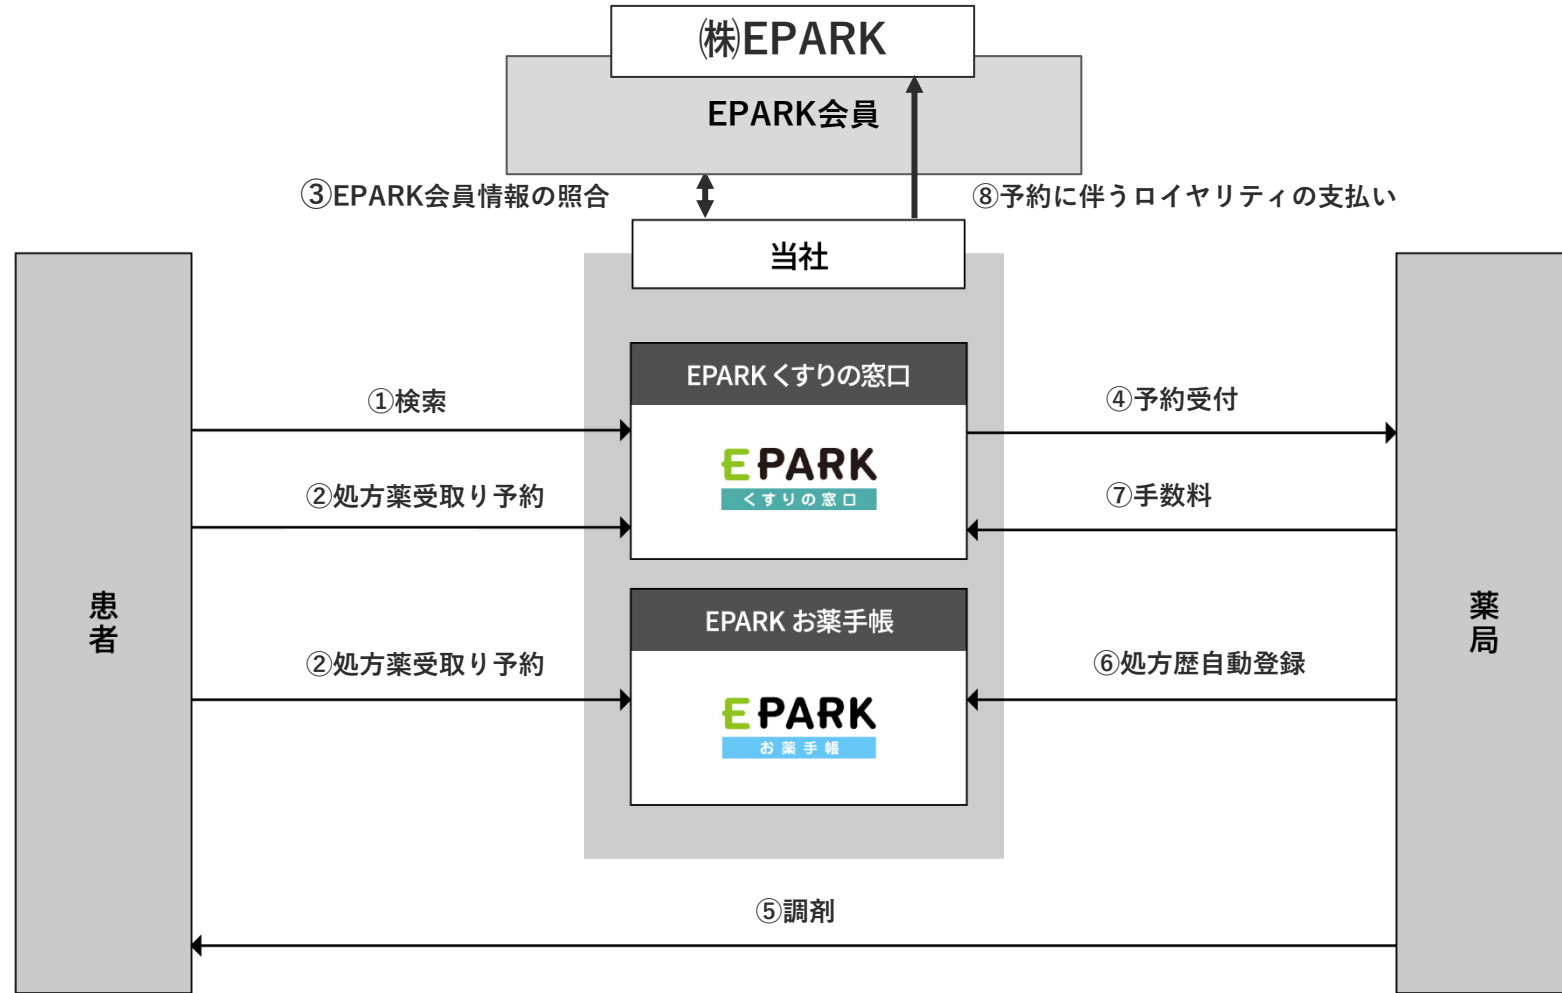 ㈱EPARK
EPARK会員
③EPARK会員情報の照合
⑧予約に伴うロイヤリティの支払い
当社
EPARKくすりの窓口
①検索
④予約受付
EPARK
くすりの窓口
②処方薬受取り予約
⑦手数料
患者
薬局
EPARK お薬手帳
②処方薬受取り予約
⑥処方歴自動登録
EPARK
お薬手帳
⑤調剤